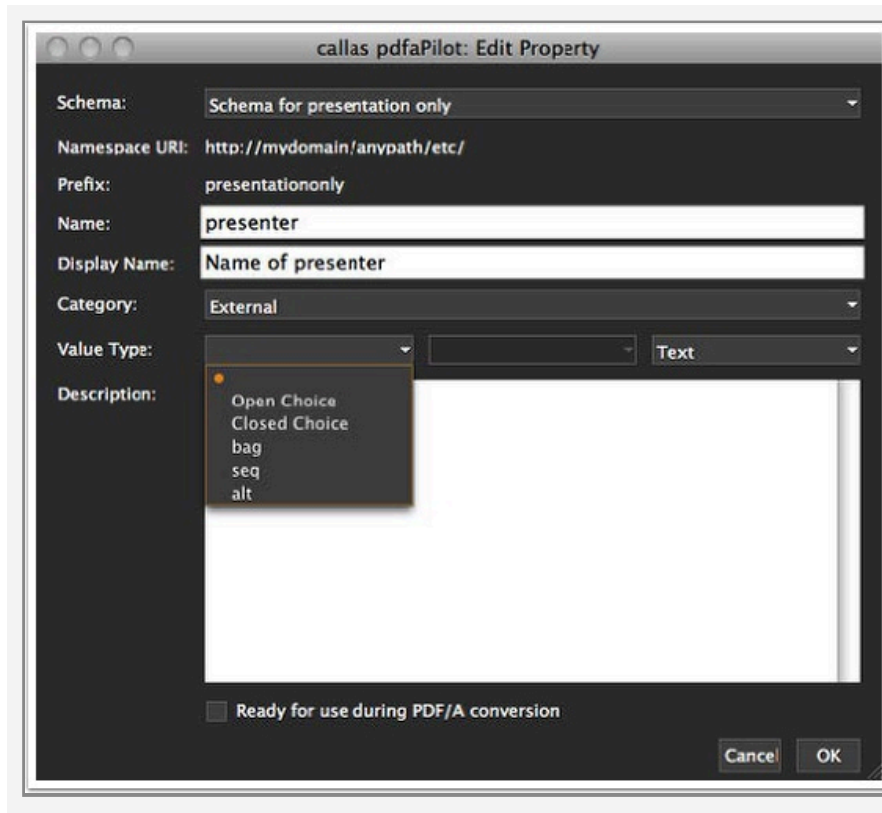 callas pdfaPilot: Edit Property
Schema: Schema for presentation only
Namespace URI: http://mydomain/anypath/etc/
Prefix: presentationonly
Name: presenter
Display Name: Name of presenter
Category: External
Value Type: Text
Description:
Open Choice
Closed Choice
bag
seq
alt
Ready for use during PDF/A conversion
Cancel OK